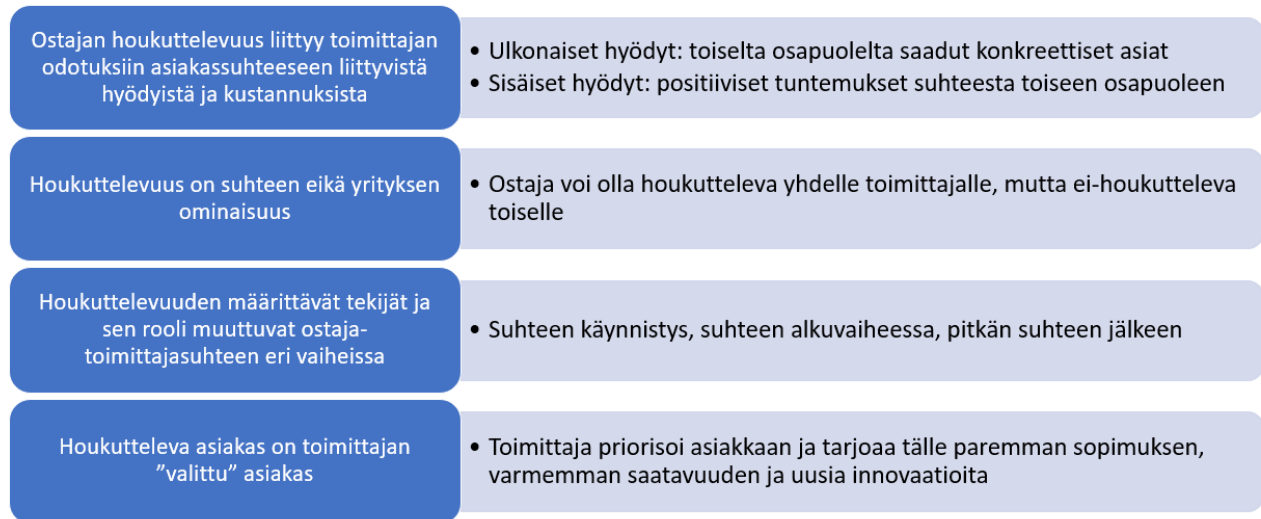 Ostajan houkuttelevuus liittyy toimittajan
odotuksiin asiakassuhteeseen liittyvistä
hyödyistä ja kustannuksista
• Ulkonaiset hyödyt: toiselta osapuolelta saadut konkreettiset asiat
• Sisäiset hyödyt: positiiviset tuntemukset suhteesta toiseen osapuoleen
Houkuttelevuus on suhteen eikä yrityksen
ominaisuus
• Ostaja voi olla houkutteleva yhdelle toimittajalle, mutta ei-houkutteleva
toiselle
Houkuttelevuuden määrittävät tekijät ja
sen rooli muuttuvat ostaja-
toimittajasuhteen eri vaiheissa
• Suhteen käynnistys, suhteen alkuvaiheessa, pitkän suhteen jälkeen
Houkutteleva asiakas on toimittajan
”valittu” asiakas
• Toimittaja priorisoi asiakkaan ja tarjoaa tälle paremman sopimuksen,
varmemman saatavuuden ja uusia innovaatioita